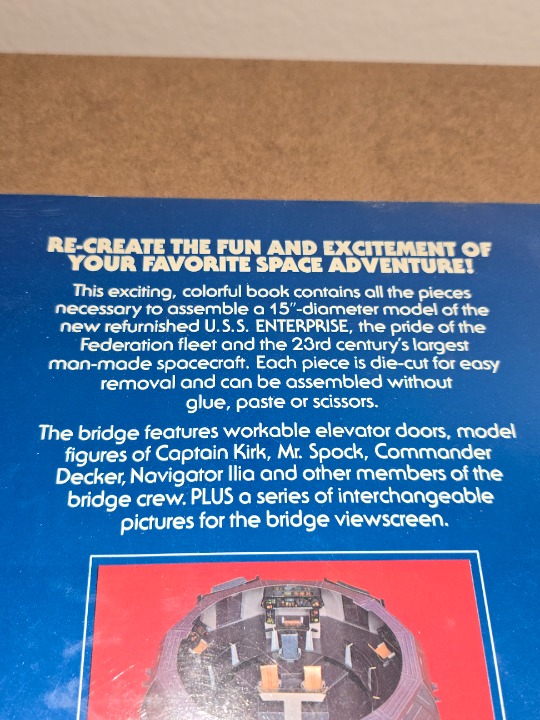 RE-CREATE THE FUN AND EXCITEMENT OF
YOUR FAVORITE SPACE ADVENTURE!
This exciting, colorful book contains all the pieces
necessary to assemble a 15"-diameter model of the
new refurnished U.S.S. ENTERPRISE, the pride of the
Federation fleet and the 23rd century's largest
man-made spacecraft. Each piece is die-cut for easy
removal and can be assembled without
glue, paste or scissors.
The bridge features workable elevator doors, model
figures of Captain Kirk, Mr. Spock, Commander
Decker, Navigator Ilia and other members of the
bridge crew. PLUS a series of interchangeable
pictures for the bridge viewscreen.